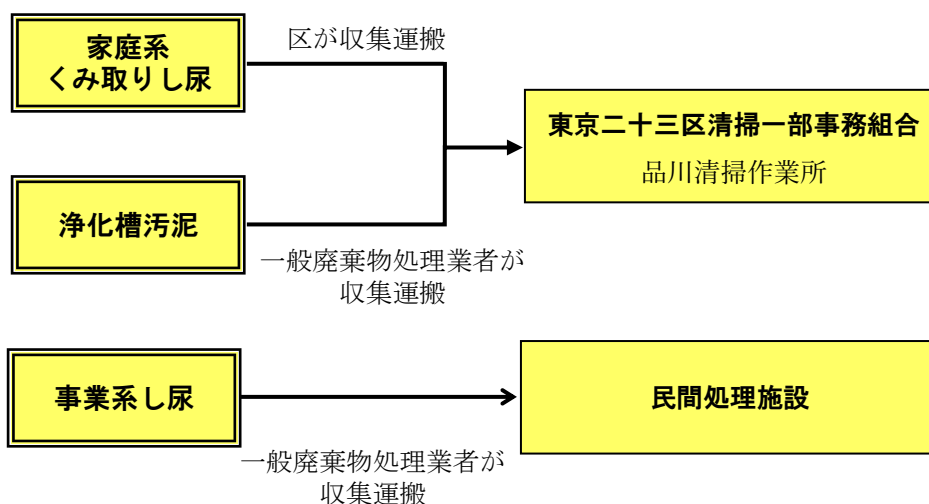 家庭系
くみ取りし尿
区が収集運搬
東京二十三区清掃一部事務組合
品川清掃作業所
浄化槽汚泥
一般廃棄物処理業者が
収集運搬
事業系し尿
民間処理施設
一般廃棄物処理業者が
収集運搬